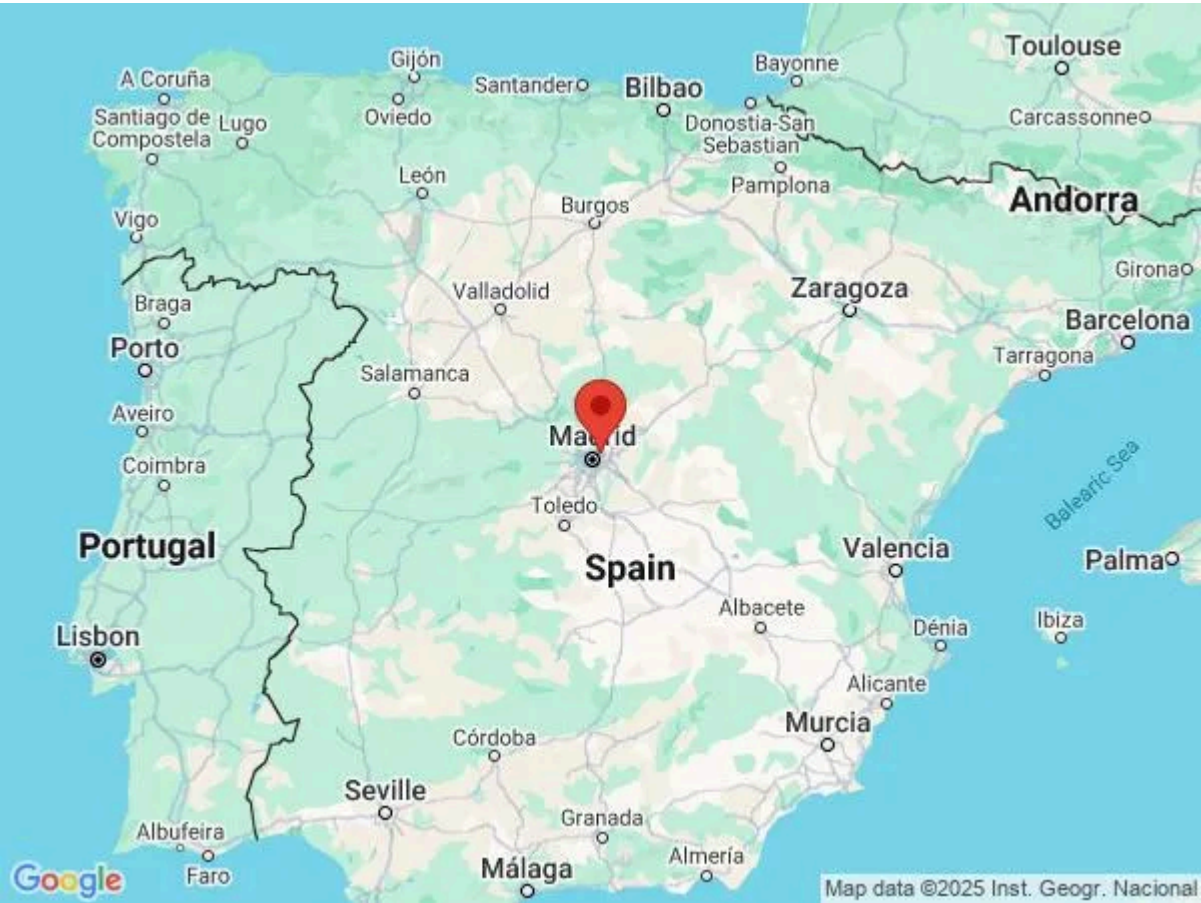 Toulouse
Gijón
Bayonne
A Coruña
Santander
Bilbao
Carcassonne
Santiago de
Compostela
Lugo
Oviedo
Donostia-San
Sebastian
León
Pamplona
Andorra
Burgos
Vigo
Girona
Zaragoza
Valladolid
Braga
Barcelona
Porto
Tarragona
Salamanca
Aveiro
Madrid
Coimbra
Balearic Sea
Toledo
Portugal
Valencia
Spain
Palma
Albacete
Ibiza
Dénia
Lisbon
Alicante
Murcia
Córdoba
Seville
Granada
Albufeira
Almería
Málaga
Faro
Google
Map data ©2025 Inst. Geogr. Nacional